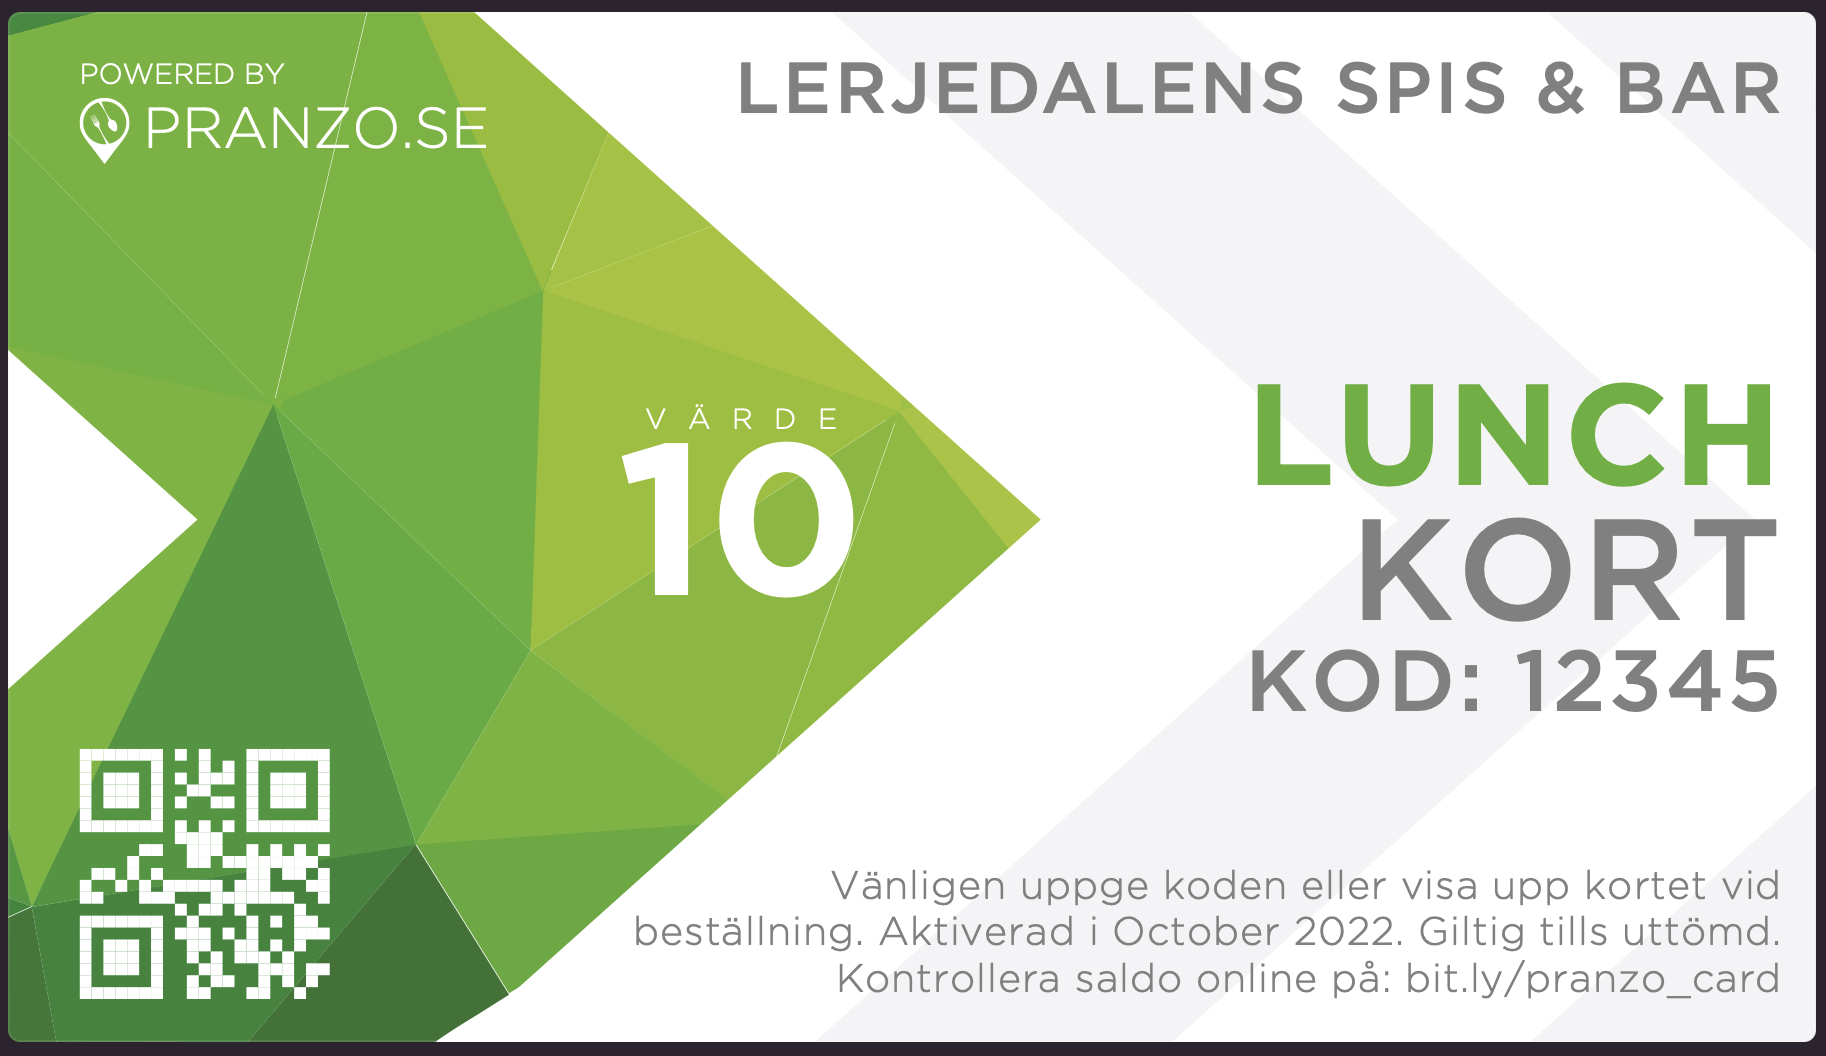 POWERED BY
PRANZO.SE
LERJEDALENS SPIS & BAR
VÄRDE
10
LUNCH
KORT
KOD: 12345
Vänligen uppge koden eller visa upp kortet vid
beställning. Aktiverad i October 2022. Giltig tills uttömd.
Kontrollera saldo online på: bit.ly/pranzo_card